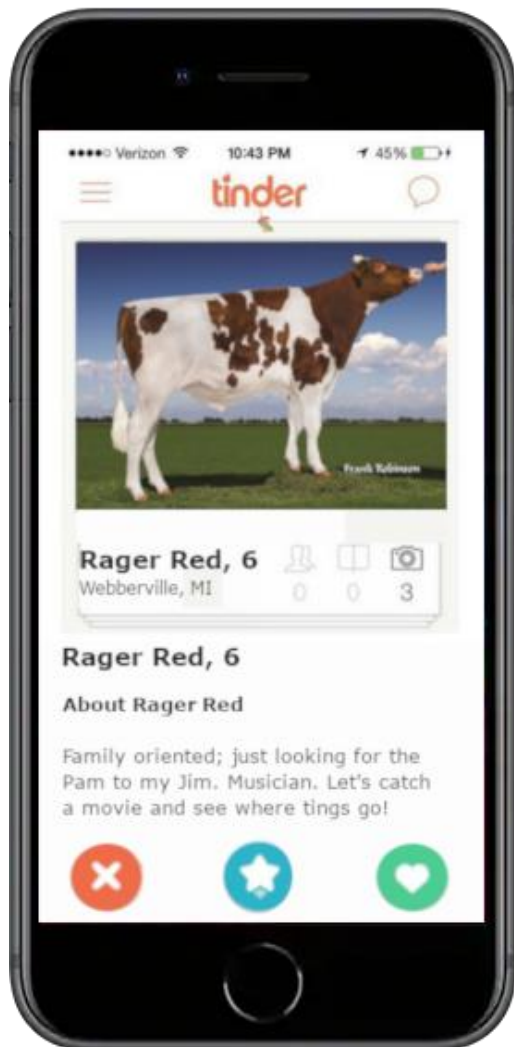 Verizon 10:43 PM 45%
tinder
Frank Robinson
Rager Red, 6
Webberville, MI
0 0 3
Rager Red, 6
About Rager Red
Family oriented; just looking for the
Pam to my Jim. Musician. Let's catch
a movie and see where tings go!